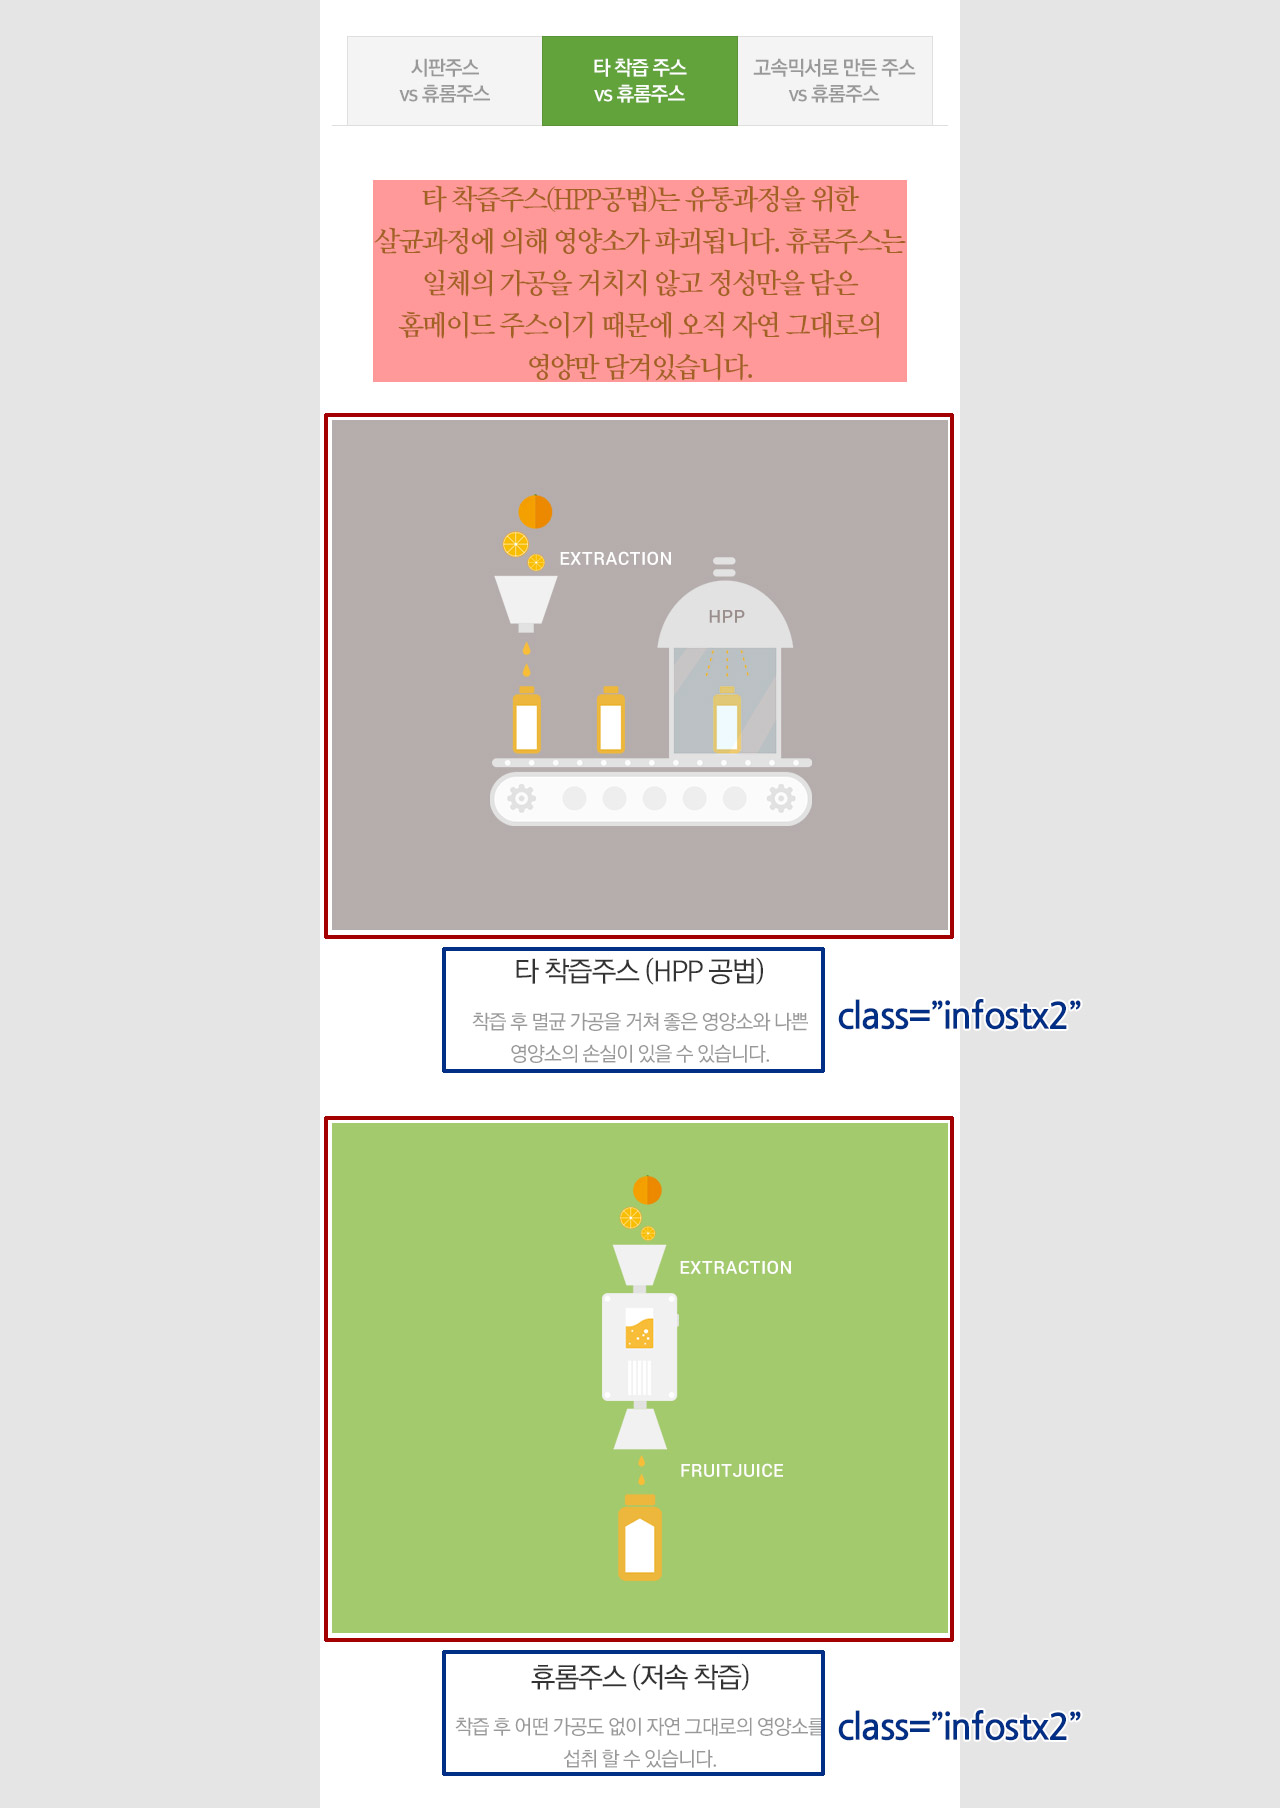 시판주스
vs 휴롬주스
타 착즙 주스
vs 휴롬주스
고속믹서로 만든 주스
vs 휴롬주스
타 착즙주스(HPP공법)는 유통과정을 위한
살균과정에 의해 영양소가 파괴됩니다. 휴롬주스는
일체의 가공을 거치지 않고 정성만을 담은
홈메이드 주스이기 때문에 오직 자연 그대로의
영양만 담겨있습니다.
EXTRACTION
HPP
타 착즙주스 (HPP 공법)
착즙 후 멸균 가공을 거쳐 좋은 영양소와 나쁜
영양소의 손실이 있을 수 있습니다.
class=”infostx2”
EXTRACTION
FRUITJUICE
휴롬주스 (저속 착즙)
착즙 후 어떤 가공도 없이 자연 그대로의 영양소를
섭취 할 수 있습니다.
class=”infostx2”